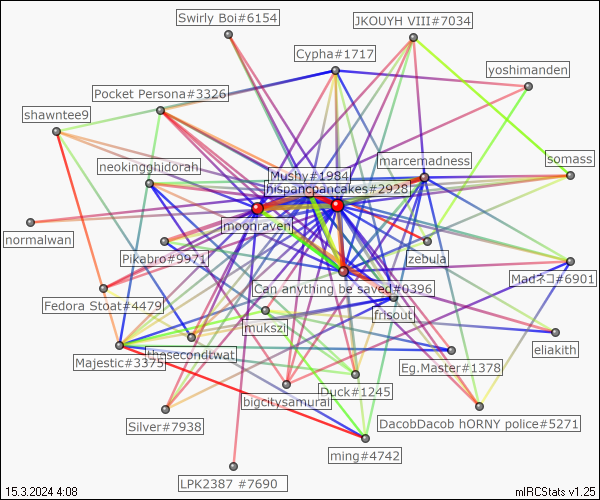 Swirly Boi#6154
JKOUYH VIII#7034
Cypha#1717
yoshimanden
Pocket Persona#3326
shawntee9
marcemadness
somass
neokingghidorah
Mushy#1984
hispanicpancakes#2928
moonraven
normalwan
Pikabro#9971
zebula
Madネコ#6901
Can anything be saved#0396
Fedora Stoat#4479
frisout
mukszi
eliakith
thesecondtwat
Majestic#3375
Eg.Master#1378
Duck#1245
bigcitysamurai
Silver#7938
DacobDacob hORNY police#5271
ming#4742
LPK2387 #7690
15.3.2024 4:08
mIRCStats v1.25